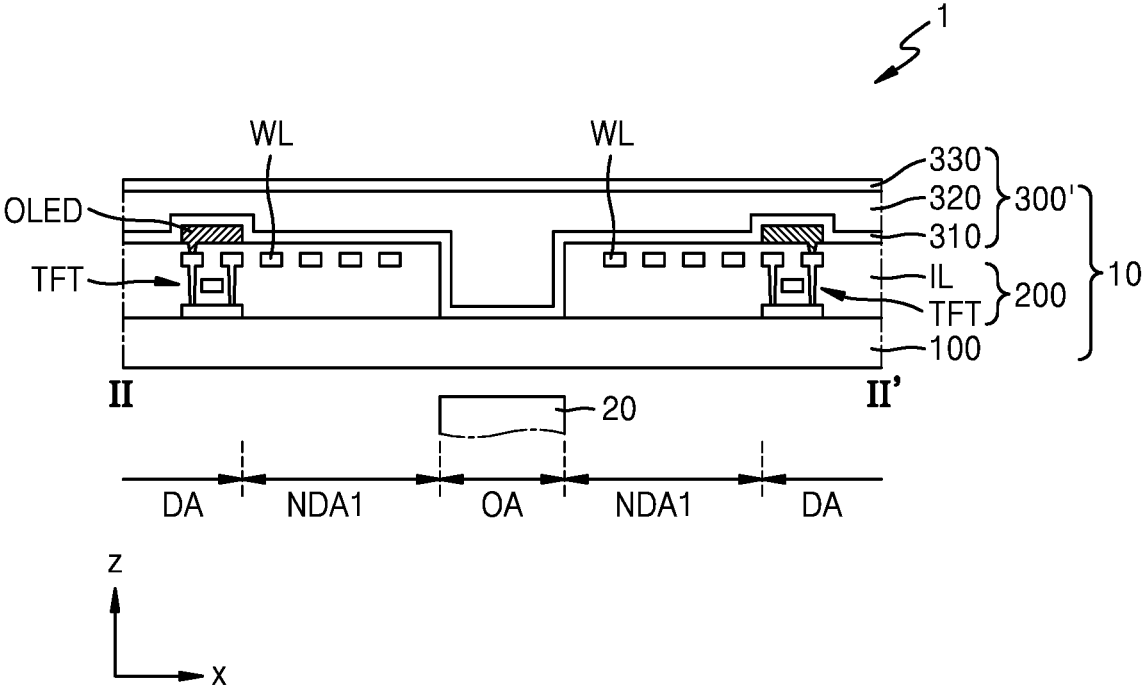 1
WL WL
330
OLED 320 300'
310
TFT IL 10
TFT 200
100
II II'
20
DA NDA1 OA NDA1 DA
z
x